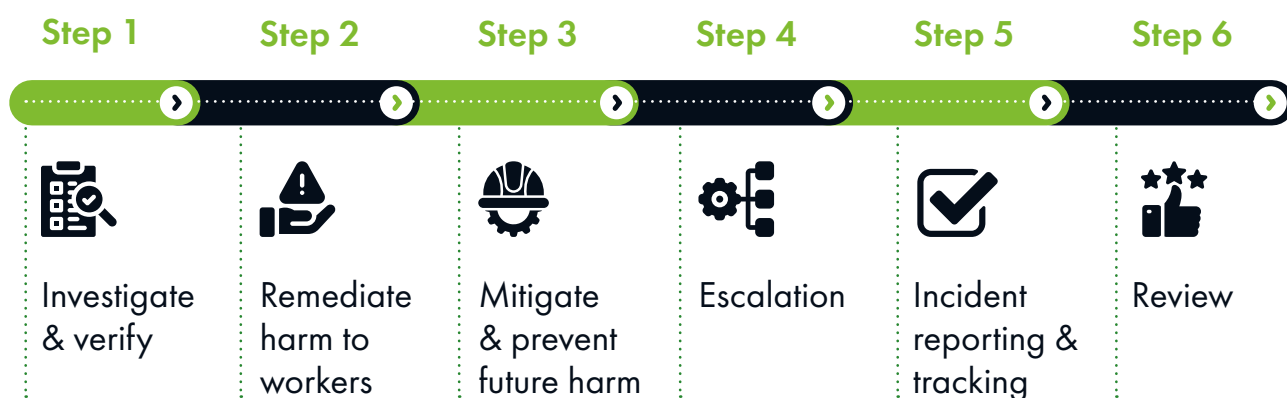 Step 1
Step 2
Step 3
Step 4
Step 5
Step 6
Investigate
& verify
Remediate
harm to
workers
Mitigate
& prevent
future harm
Escalation
Incident
reporting &
tracking
Review